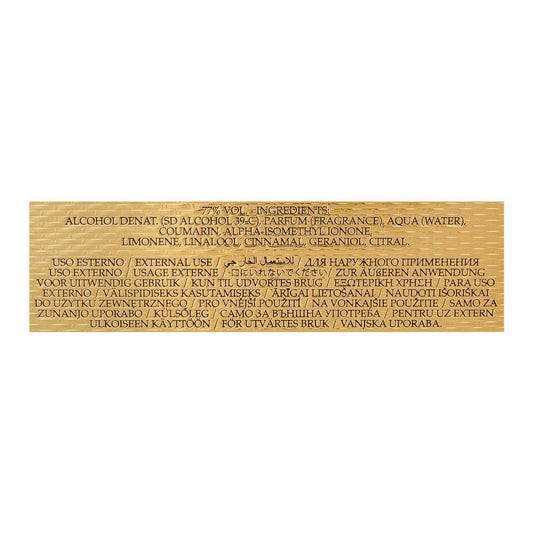 77% VOL. - INGREDIENTS:
ALCOHOL DENAT. (SD ALCOHOL 39-C), PARFUM (FRAGRANCE), AQUA (WATER),
COUMARIN, ALPHA-ISOMETHYL IONONE,
LIMONENE, LINALOOL, CINNAMAL, GERANIOL, CITRAL.
USO ESTERNO / EXTERNAL USE / للاستعمال الخار جي / ДЛЯ НАРУЖНОГО ПРИМЕНЕНИЯ
USO EXTERNO / USAGE EXTERNE / 口にいれないでください / ZUR ÄUßEREN ANWENDUNG
VOOR UITWENDIG GEBRUIK / KUN TIL UDVORTES BRUG / ΕΞΩΤΕΡΙΚΗ ΧΡΗΣΗ / PARA USO
EXTERNO / VÄLISPIDISEKS KASUTAMISEKS / ĀRĪGAI LIETOŠANAI / NAUDOTI IŠORIŠKAI
DO UŻYTKU ZEWNĘTRZNEGO / PRO VNĚJŠÍ POUŽITÍ / NA VONKAJŠIE POUŽITIE / SAMO ZA
ZUNANJO UPORABO / KÜLSŐLEG / САМО ЗА ВЪНШНА УПОТРЕБА / PENTRU UZ EXTERN
ULKOISEEN KÄYTTÖÖN / FÖR UTVÄRTES BRUK / VANJSKA UPORABA.